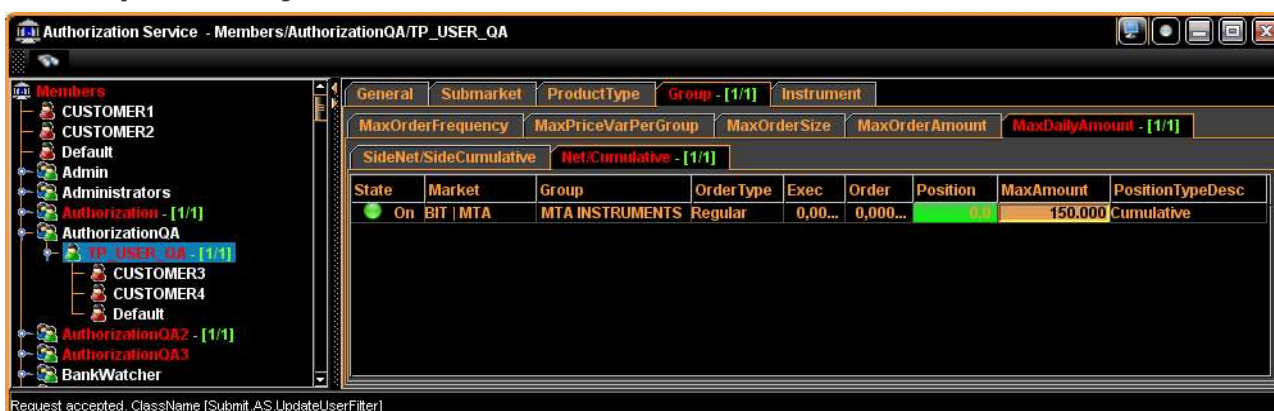 Authorization Service - Members/AuthorizationQA/TP_USER_QA
Members
CUSTOMER1
CUSTOMER2
Default
Admin
Administrators
Authorization - [1/1]
AuthorizationQA
TP_USER_QA - [1/1]
CUSTOMER3
CUSTOMER4
Default
AuthorizationQA2 - [1/1]
AuthorizationQA3
BankWatcher
General Submarket ProductType Group - [1/1] Instrument
MaxOrderFrequency MaxPriceVarPerGroup MaxOrderSize MaxOrderAmount MaxDailyAmount - [1/1]
SideNet/SideCumulative Net/Cumulative - [1/1]
State Market Group OrderType Exec Order Position MaxAmount PositionTypeDesc
On BIT | MTA MTA INSTRUMENTS Regular 0,00... 0,000... 0,0 150.000 Cumulative
Request accepted. ClassName [Submit.AS.UpdateUserFilter]